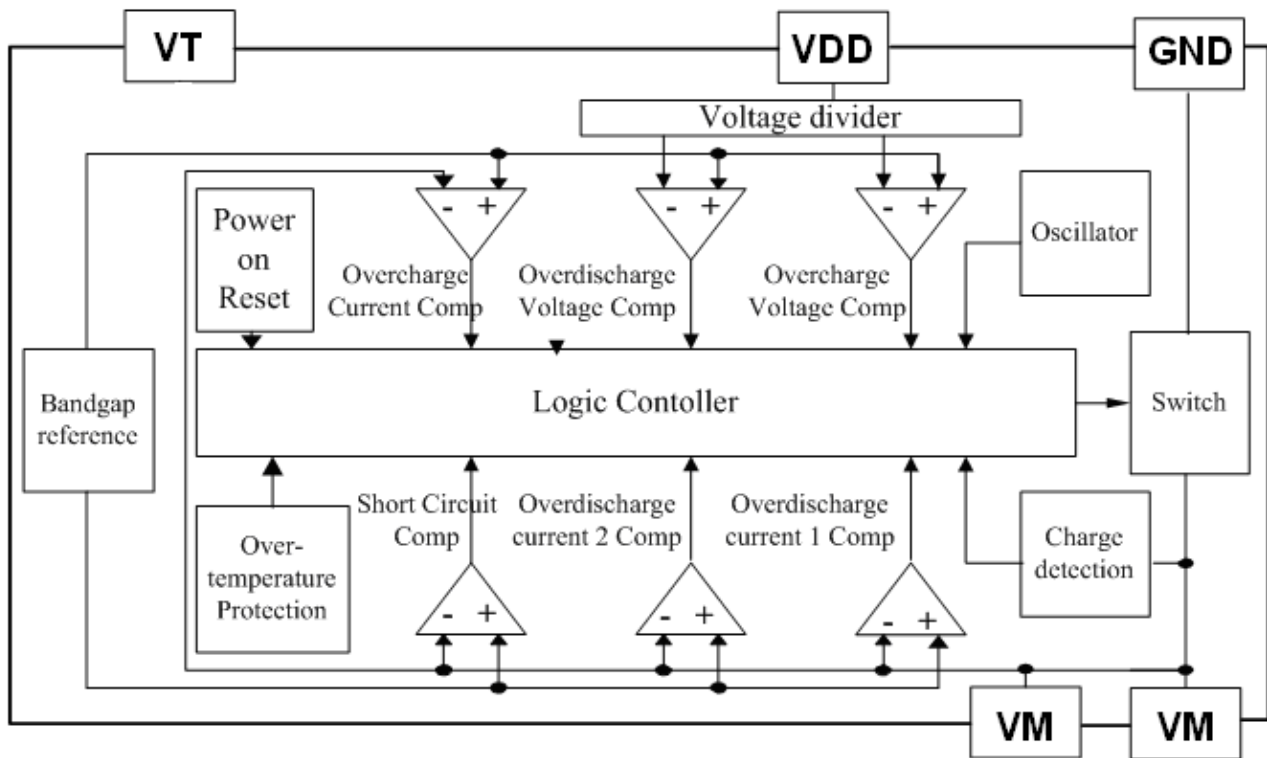 VT
VDD
GND
Voltage divider
- +
- +
- +
Power
on
Reset
Oscillator
Overcharge
Current Comp
Overdischarge
Voltage Comp
Overcharge
Voltage Comp
Bandgap
reference
Logic Contoller
Switch
Short Circuit
Comp
Overdischarge
current 2 Comp
Overdischarge
current 1 Comp
Over-
temperature
Protection
Charge
detection
- +
- +
- +
VM
VM